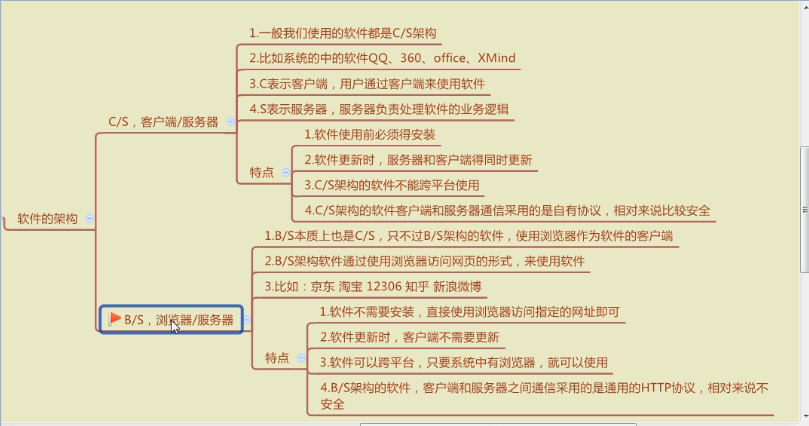 1.一般我们使用的软件都是C/S架构
2.比如系统的中的软件QQ、360、office、XMind
3.C表示客户端，用户通过客户端来使用软件
4.S表示服务器，服务器负责处理软件的业务逻辑
C/S，客户端/服务器
1.软件使用前必须得安装
2.软件更新时，服务器和客户端得同时更新
特点
3.C/S架构的软件不能跨平台使用
4.C/S架构的软件客户端和服务器通信采用的是自有协议，相对来说比较安全
软件的架构
1.B/S本质上也是C/S，只不过B/S架构的软件，使用浏览器作为软件的客户端
2.B/S架构软件通过使用浏览器访问网页的形式，来使用软件
3.比如：京东 淘宝 12306 知乎 新浪微博
B/S，浏览器/服务器
1.软件不需要安装，直接使用浏览器访问指定的网址即可
2.软件更新时，客户端不需要更新
特点
3.软件可以跨平台，只要系统中有浏览器，就可以使用
4.B/S架构的软件，客户端和服务器之间通信采用的是通用的HTTP协议，相对来说不
安全